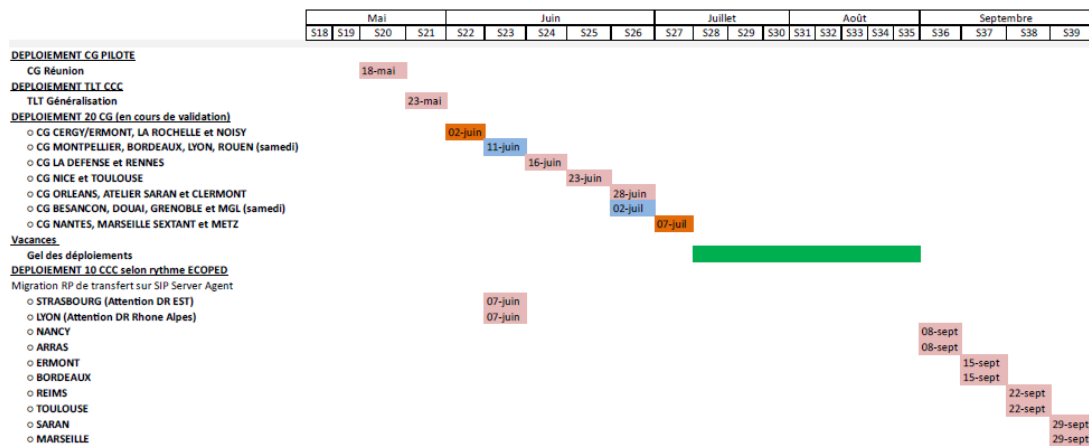 Mai Juin Juillet Août Septembre
S18 S19 S20 S21 S22 S23 S24 S25 S26 S27 S28 S29 S30 S31 S32 S33 S34 S35 S36 S37 S38 S39
DEPLOIEMENT CG PILOTE
CG Réunion 18-mai
DEPLOIEMENT TLT CCC
TLT Généralisation 23-mai
DEPLOIEMENT 20 CG (en cours de validation)
○ CG CERGY/ERMONT, LA ROCHELLE et NOISY 02-juin
○ CG MONTPELLIER, BORDEAUX, LYON, ROUEN (samedi) 11-juin
○ CG LA DEFENSE et RENNES 16-juin
○ CG NICE et TOULOUSE 23-juin
○ CG ORLEANS, ATELIER SARAN et CLERMONT 28-juin
○ CG BESANCON, DOUAI, GRENOBLE et MGL (samedi) 02-juil
○ CG NANTES, MARSEILLE SEXTANT et METZ 07-juil
Vacances
Gel des déploiements
DEPLOIEMENT 10 CCC selon rythme ECOPED
Migration RP de transfert sur SIP Server Agent
○ STRASBOURG (Attention DR EST) 07-juin
○ LYON (Attention DR Rhone Alpes) 07-juin
○ NANCY 08-sept
○ ARRAS 08-sept
○ ERMONT 15-sept
○ BORDEAUX 15-sept
○ REIMS 22-sept
○ TOULOUSE 22-sept
○ SARAN 29-sept
○ MARSEILLE 29-sept